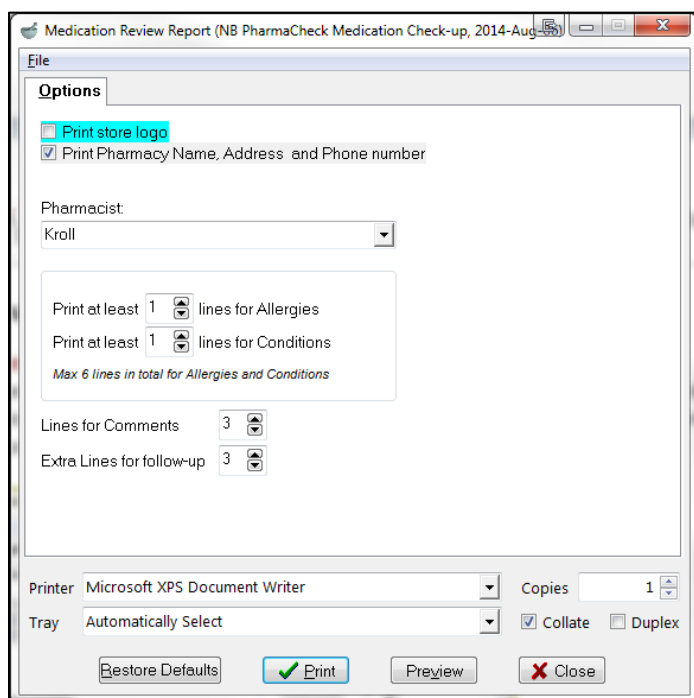 Medication Review Report (NB PharmaCheck Medication Check-up, 2014-Aug-
File
Options
Print store logo
Print Pharmacy Name, Address and Phone number
Pharmacist:
Kroll
Print at least 1 lines for Allergies
Print at least 1 lines for Conditions
Max 6 lines in total for Allergies and Conditions
Lines for Comments 3
Extra Lines for follow-up 3
Printer Microsoft XPS Document Writer Copies 1
Tray Automatically Select Collate Duplex
Restore Defaults Print Preview Close